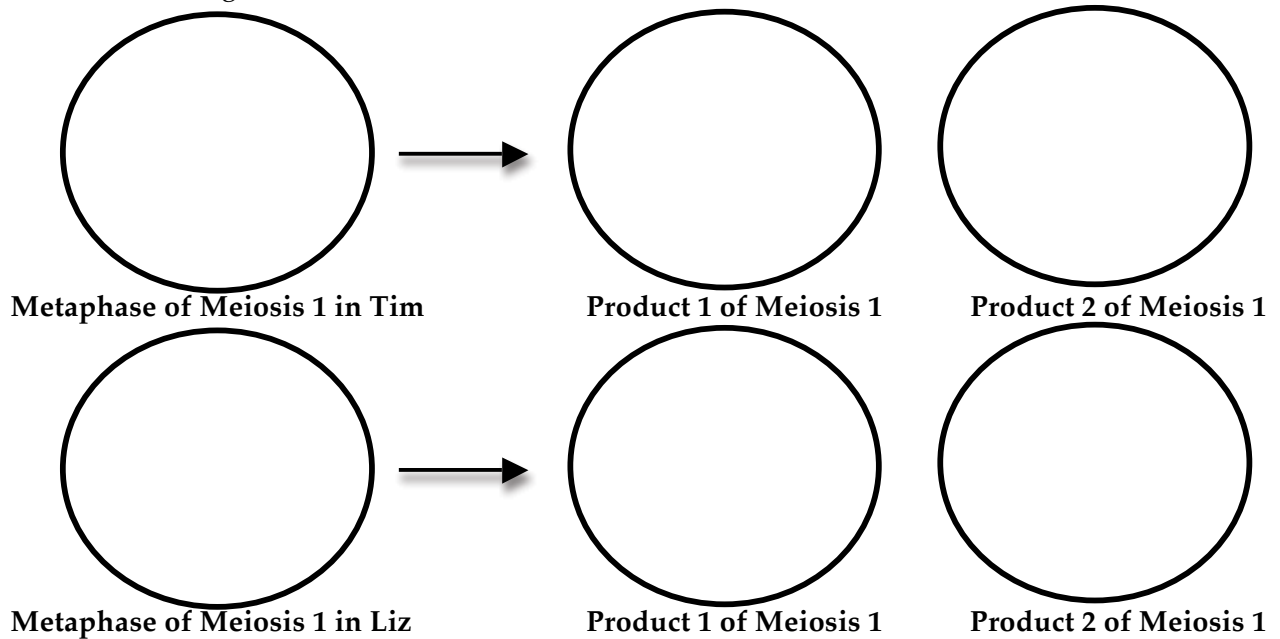 Metaphase of Meiosis 1 in Tim Product 1 of Meiosis 1 Product 2 of Meiosis 1
Metaphase of Meiosis 1 in Liz Product 1 of Meiosis 1 Product 2 of Meiosis 1